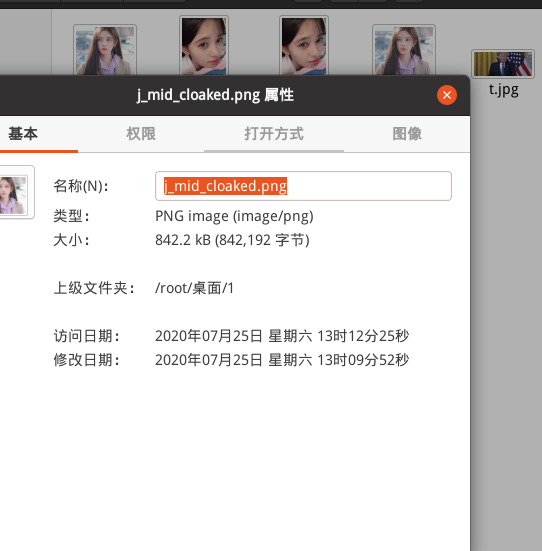 t.jpg
j_mid_cloaked.png 属性
基本 权限 打开方式 图像
名称(N)： j_mid_cloaked.png
类型： PNG image (image/png)
大小： 842.2 kB (842,192 字节)
上级文件夹： /root/桌面/1
访问日期： 2020年07月25日 星期六 13时12分25秒
修改日期： 2020年07月25日 星期六 13时09分52秒